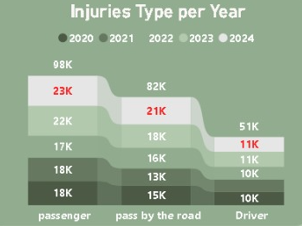 Injuries Type per Year
2020 2021 2022 2023 2024
98K
23K
22K
17K
18K
18K
82K
21K
18K
16K
13K
15K
51K
11K
11K
10K
10K
passenger pass by the road Driver